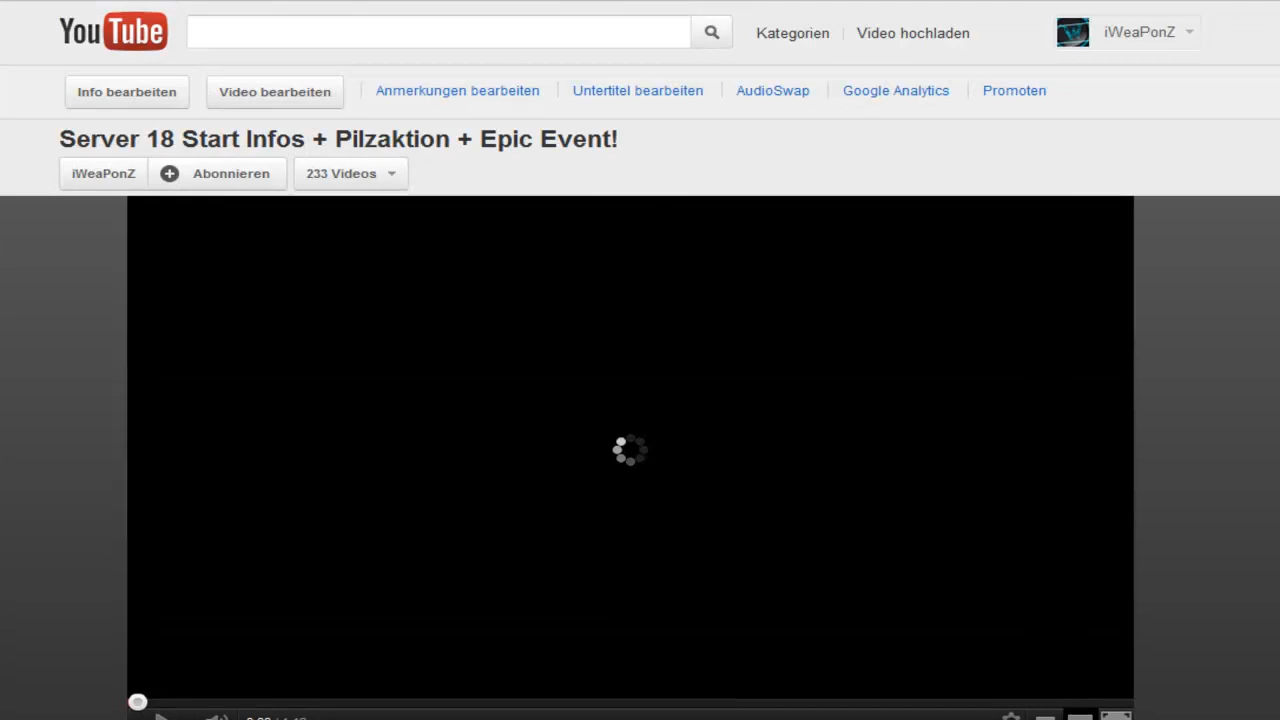 YouTube
Kategorien
Video hochladen
iWeaPonZ
Info bearbeiten
Video bearbeiten
Anmerkungen bearbeiten
Untertitel bearbeiten
AudioSwap
Google Analytics
Promoten
Server 18 Start Infos + Pilzaktion + Epic Event!
iWeaPonZ
Abonnieren
233 Videos